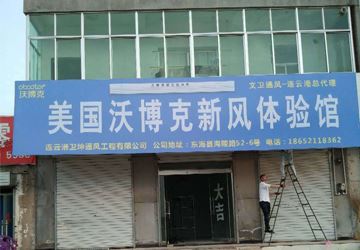 沃博克
文卫通风-连云港总代理
美国沃博克新风体验馆
连云港卫坤通风工程有限公司 公司地址：东海县海陵路52-6号 电话：18652118362
大吉